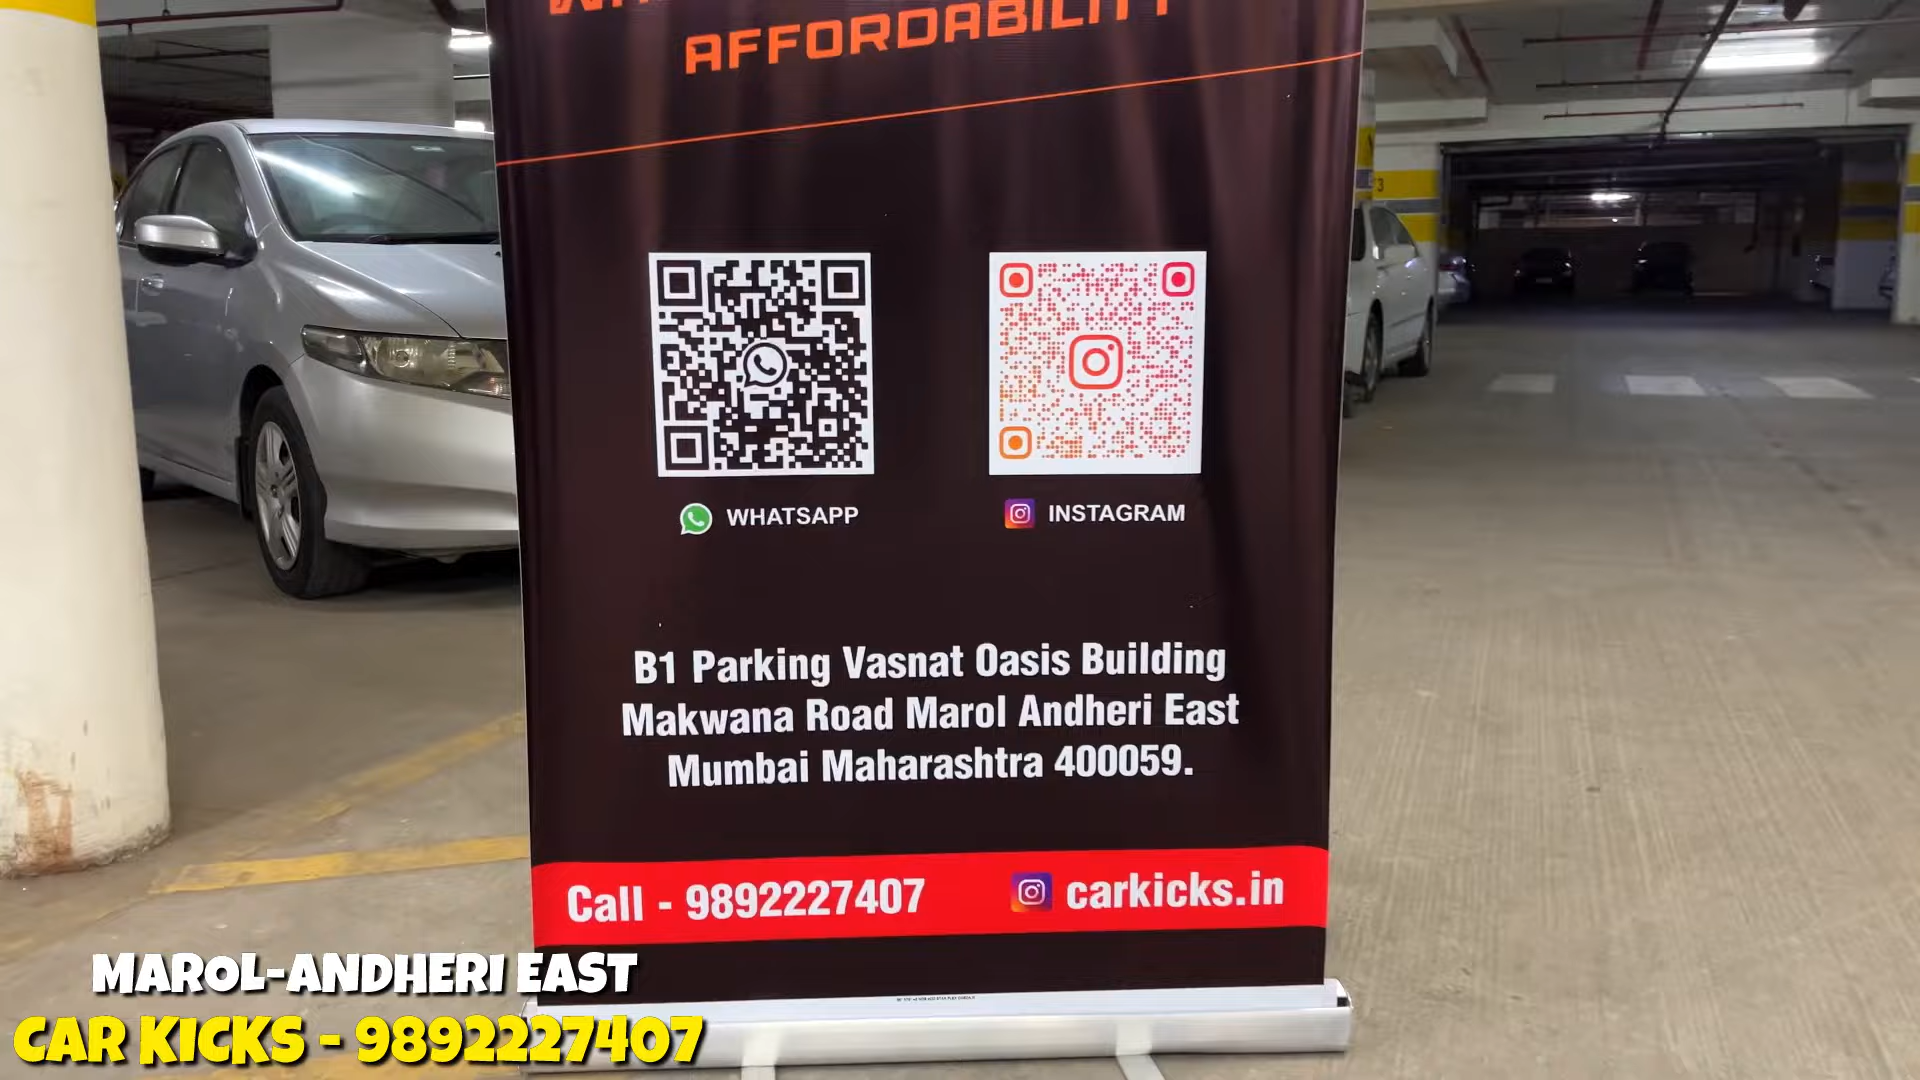 AFFORDABILITY
WHATSAPP
INSTAGRAM
B1 Parking Vasnat Oasis Building
Makwana Road Marol Andheri East
Mumbai Maharashtra 400059.
Call - 9892227407
carkicks.in
MAROL-ANDHERI EAST
CAR KICKS - 9892227407